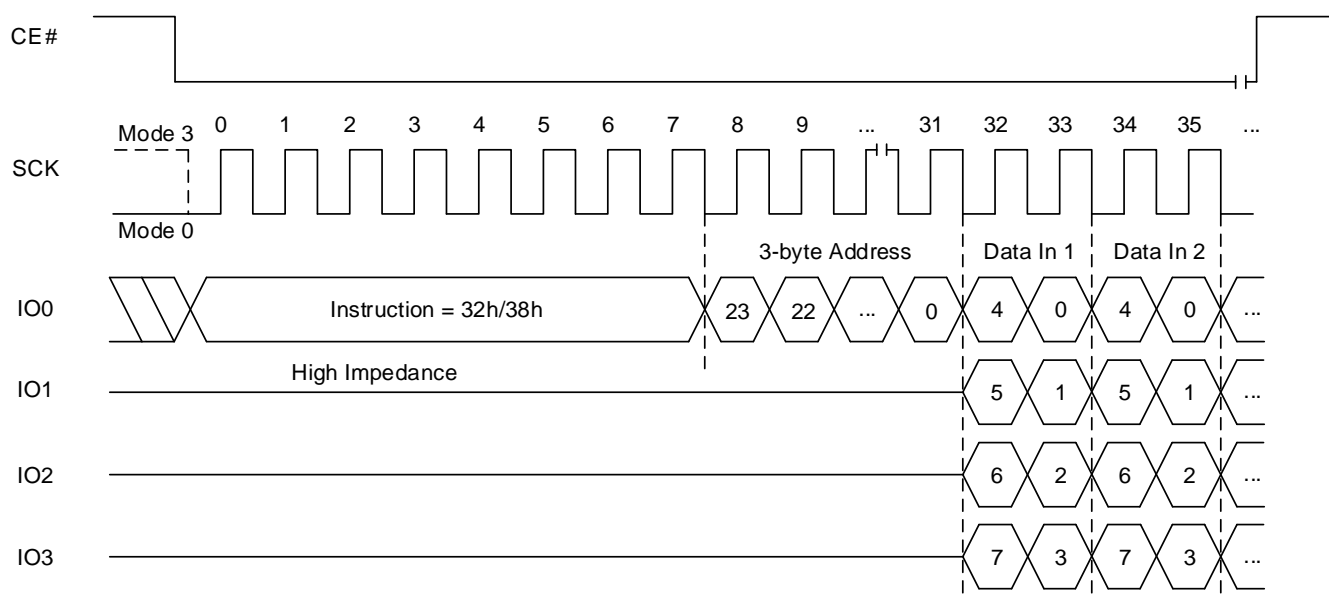 CE#
Mode 3 0 1 2 3 4 5 6 7 8 9 ... 31 32 33 34 35 ...
SCK
Mode 0
3-byte Address Data In 1 Data In 2
IO0 Instruction = 32h/38h 23 22 ... 0 4 0 4 0 ...
High Impedance
IO1 5 1 5 1 ...
IO2 6 2 6 2 ...
IO3 7 3 7 3 ...